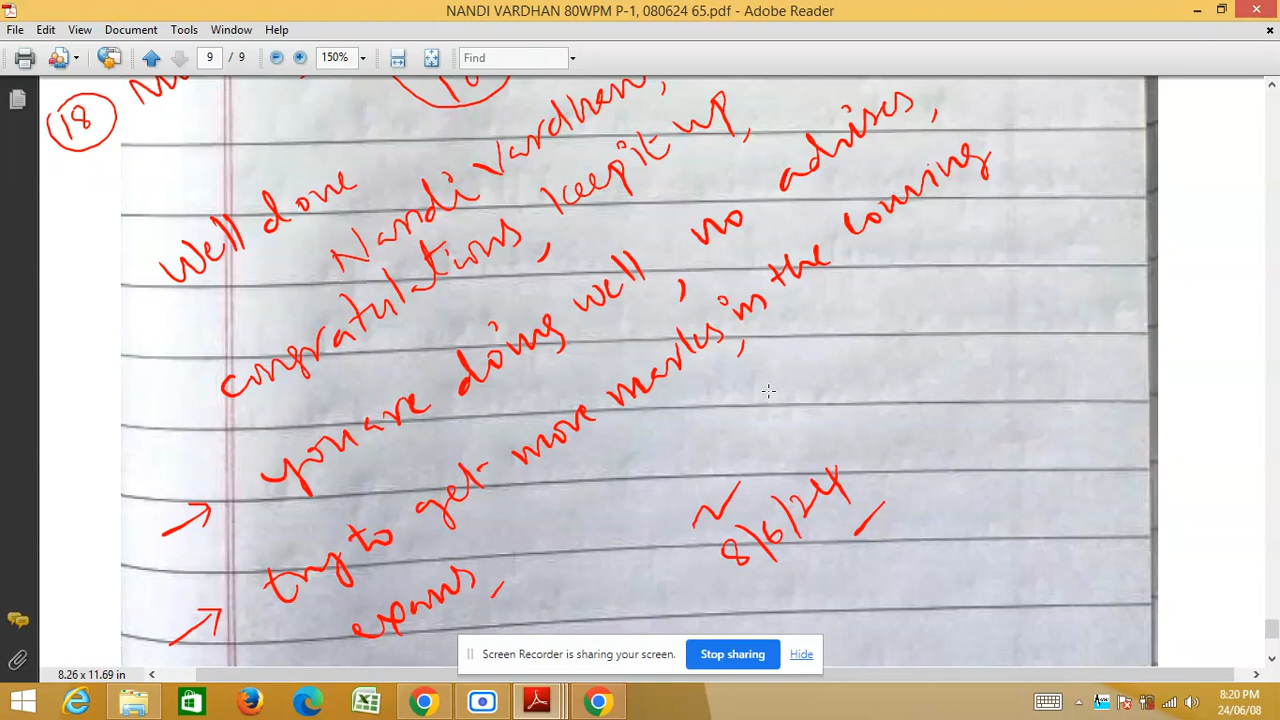 NANDI VARDHAN 80WPM P-1, 080624 65.pdf - Adobe Reader
File Edit View Document Tools Window Help
9 / 9 150% Find
18
Well done
Nandi Vardhan,
congratulations, keep it up,
you are doing well, no advises,
try to get more marks, in the coming
exams,
8/6/24
Screen Recorder is sharing your screen. Stop sharing Hide
8.26 x 11.69 in
8:20 PM
24/06/08